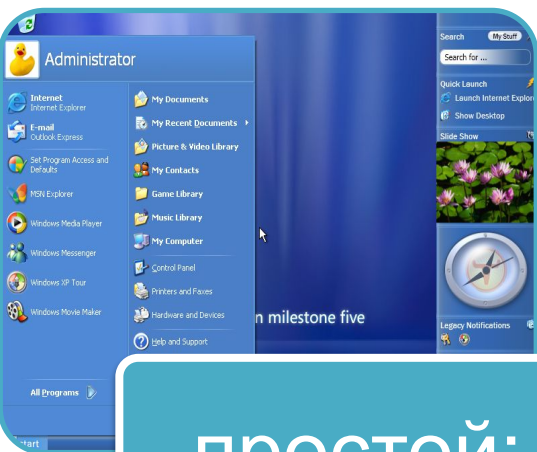 Administrator
Internet
Internet Explorer
E-mail
Outlook Express
Set Program Access and
Defaults
MSN Explorer
Windows Media Player
Windows Messenger
Windows XP Tour
Windows Movie Maker
All Programs
start
My Documents
My Recent Documents
Picture & Video Library
My Contacts
Game Library
Music Library
My Computer
Control Panel
Printers and Faxes
Hardware and Devices
Help and Support
n milestone five
Search
My Stuff
Search for ...
Quick Launch
Launch Internet Explor
Show Desktop
Slide Show
Legacy Notifications
простой: